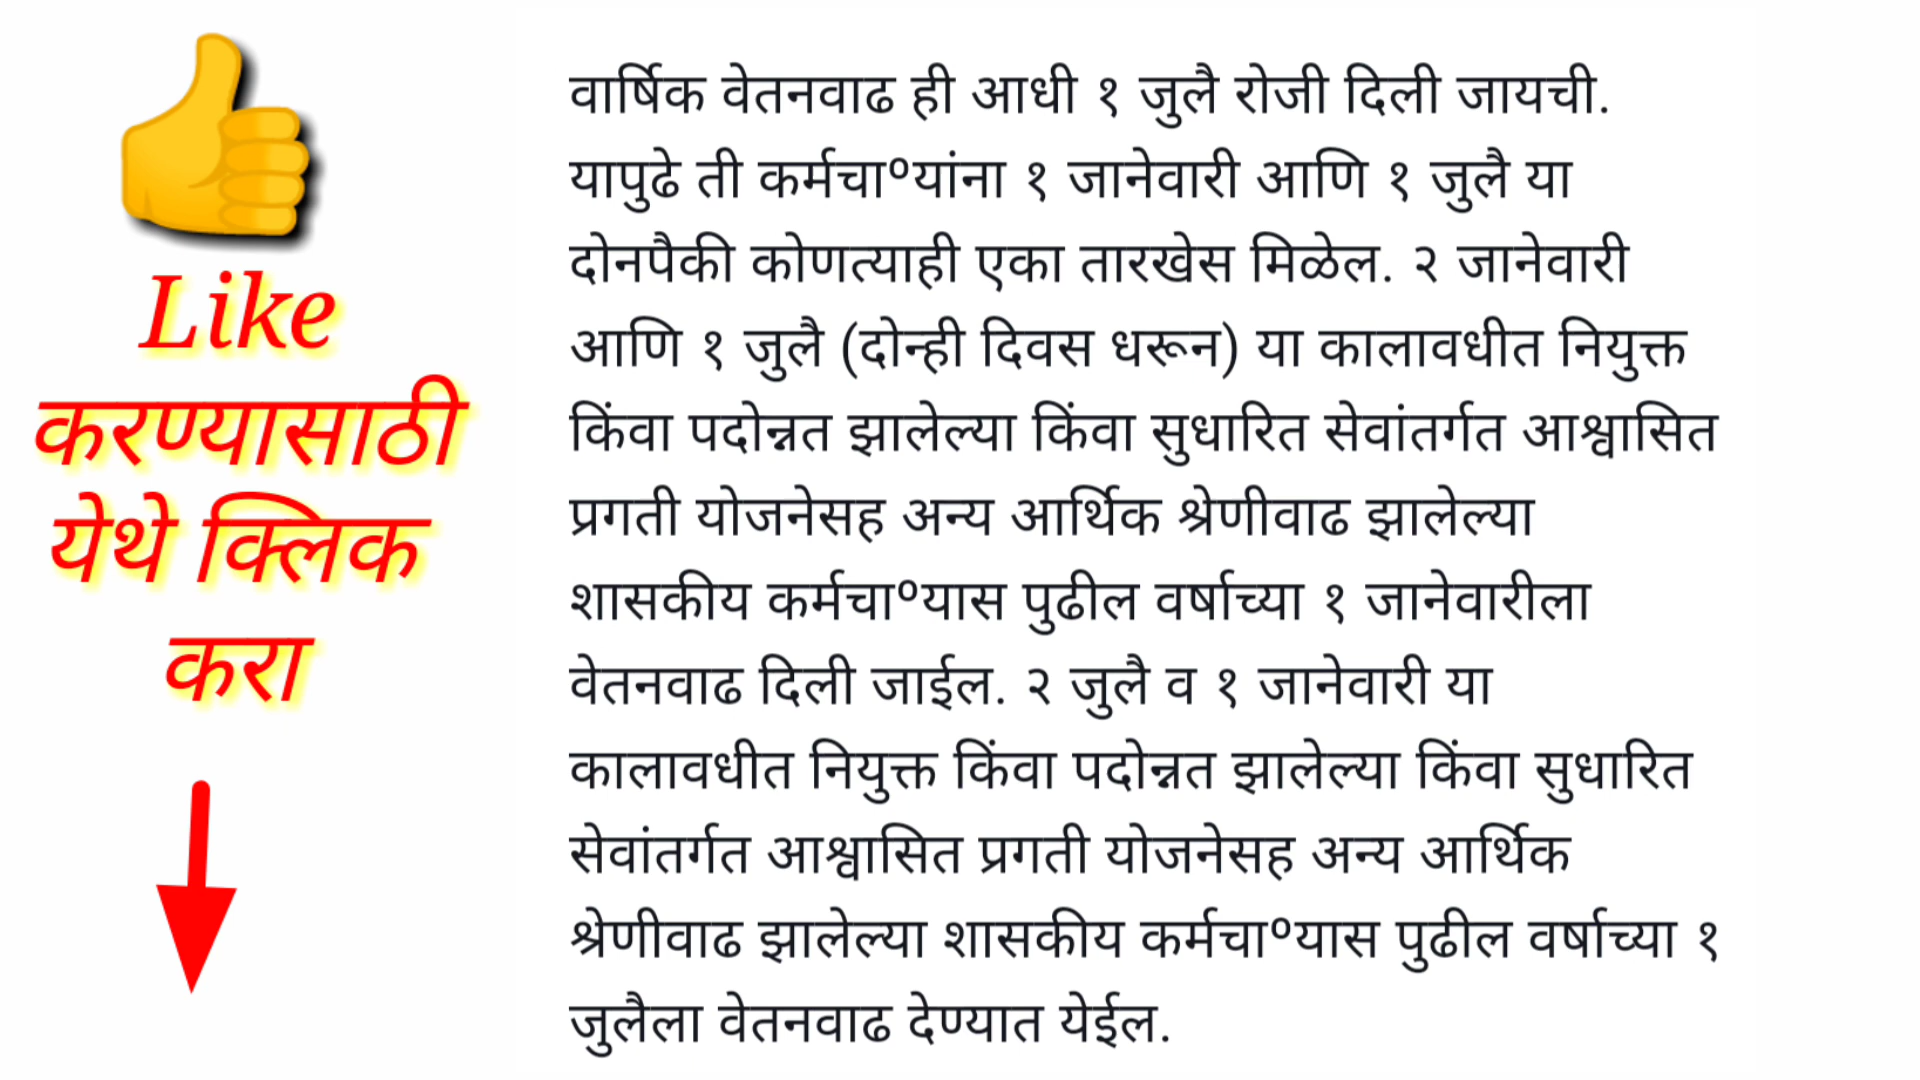 Like
करण्यासाठी
येथे क्लिक
करा
वार्षिक वेतनवाढ ही आधी १ जुलै रोजी दिली जायची.
यापुढे ती कर्मचाºयांना १ जानेवारी आणि १ जुलै या
दोनपैकी कोणत्याही एका तारखेस मिळेल. २ जानेवारी
आणि १ जुलै (दोन्ही दिवस धरून) या कालावधीत नियुक्त
किंवा पदोन्नत झालेल्या किंवा सुधारित सेवांतर्गत आश्वासित
प्रगती योजनेसह अन्य आर्थिक श्रेणीवाढ झालेल्या
शासकीय कर्मचाºयास पुढील वर्षाच्या १ जानेवारीला
वेतनवाढ दिली जाईल. २ जुलै व १ जानेवारी या
कालावधीत नियुक्त किंवा पदोन्नत झालेल्या किंवा सुधारित
सेवांतर्गत आश्वासित प्रगती योजनेसह अन्य आर्थिक
श्रेणीवाढ झालेल्या शासकीय कर्मचाºयास पुढील वर्षाच्या १
जुलैला वेतनवाढ देण्यात येईल.